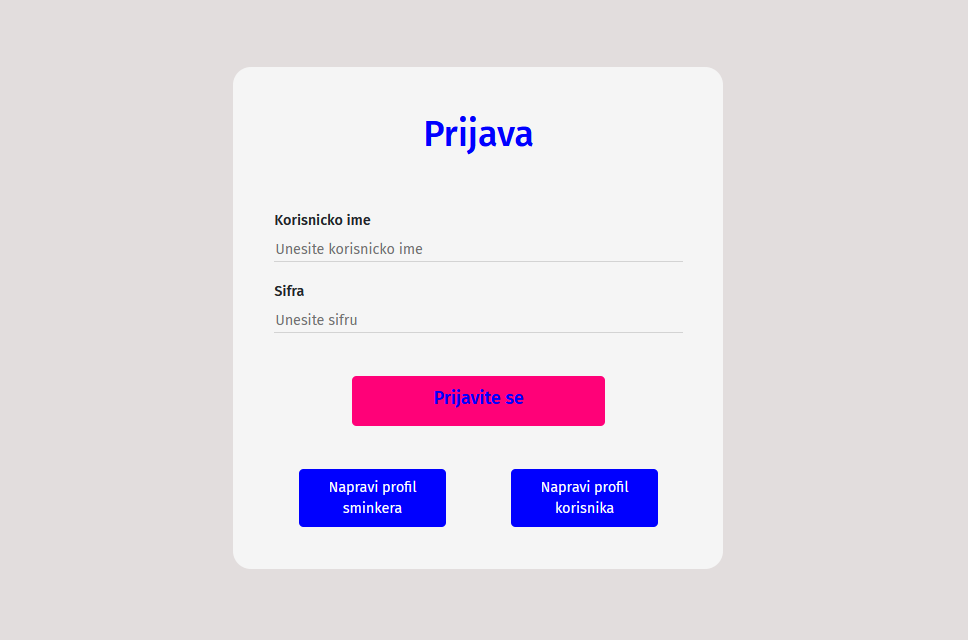 Prijava
Korisnicko ime
Unesite korisnicko ime
Sifra
Unesite sifru
Prijavite se
Napravi profil
sminkera
Napravi profil
korisnika